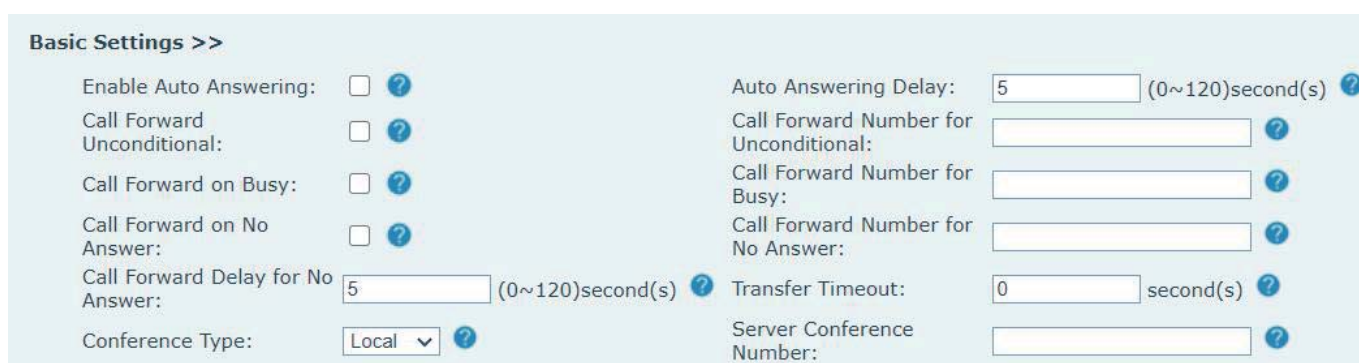 Basic Settings >>
Enable Auto Answering: ?
Auto Answering Delay: 5 (0~120)second(s) ?
Call Forward
Unconditional: ?
Call Forward Number for
Unconditional: ?
Call Forward on Busy: ?
Call Forward Number for
Busy: ?
Call Forward on No
Answer: ?
Call Forward Number for
No Answer: ?
Call Forward Delay for No
Answer: 5 (0~120)second(s) ?
Transfer Timeout: 0 second(s) ?
Conference Type: Local ?
Server Conference
Number: ?